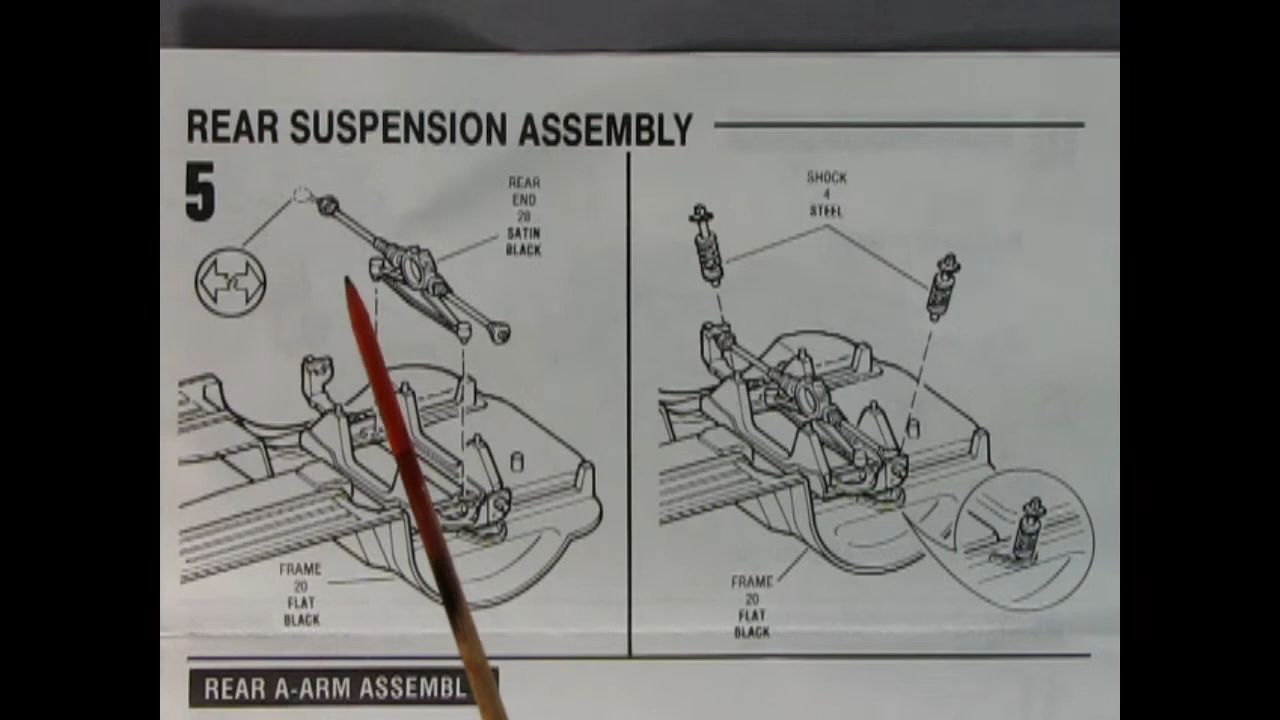 REAR SUSPENSION ASSEMBLY
5
REAR
END
28
SATIN
BLACK
FRAME
20
FLAT
BLACK
SHOCK
4
STEEL
FRAME
20
FLAT
BLACK
REAR A-ARM ASSEMBL